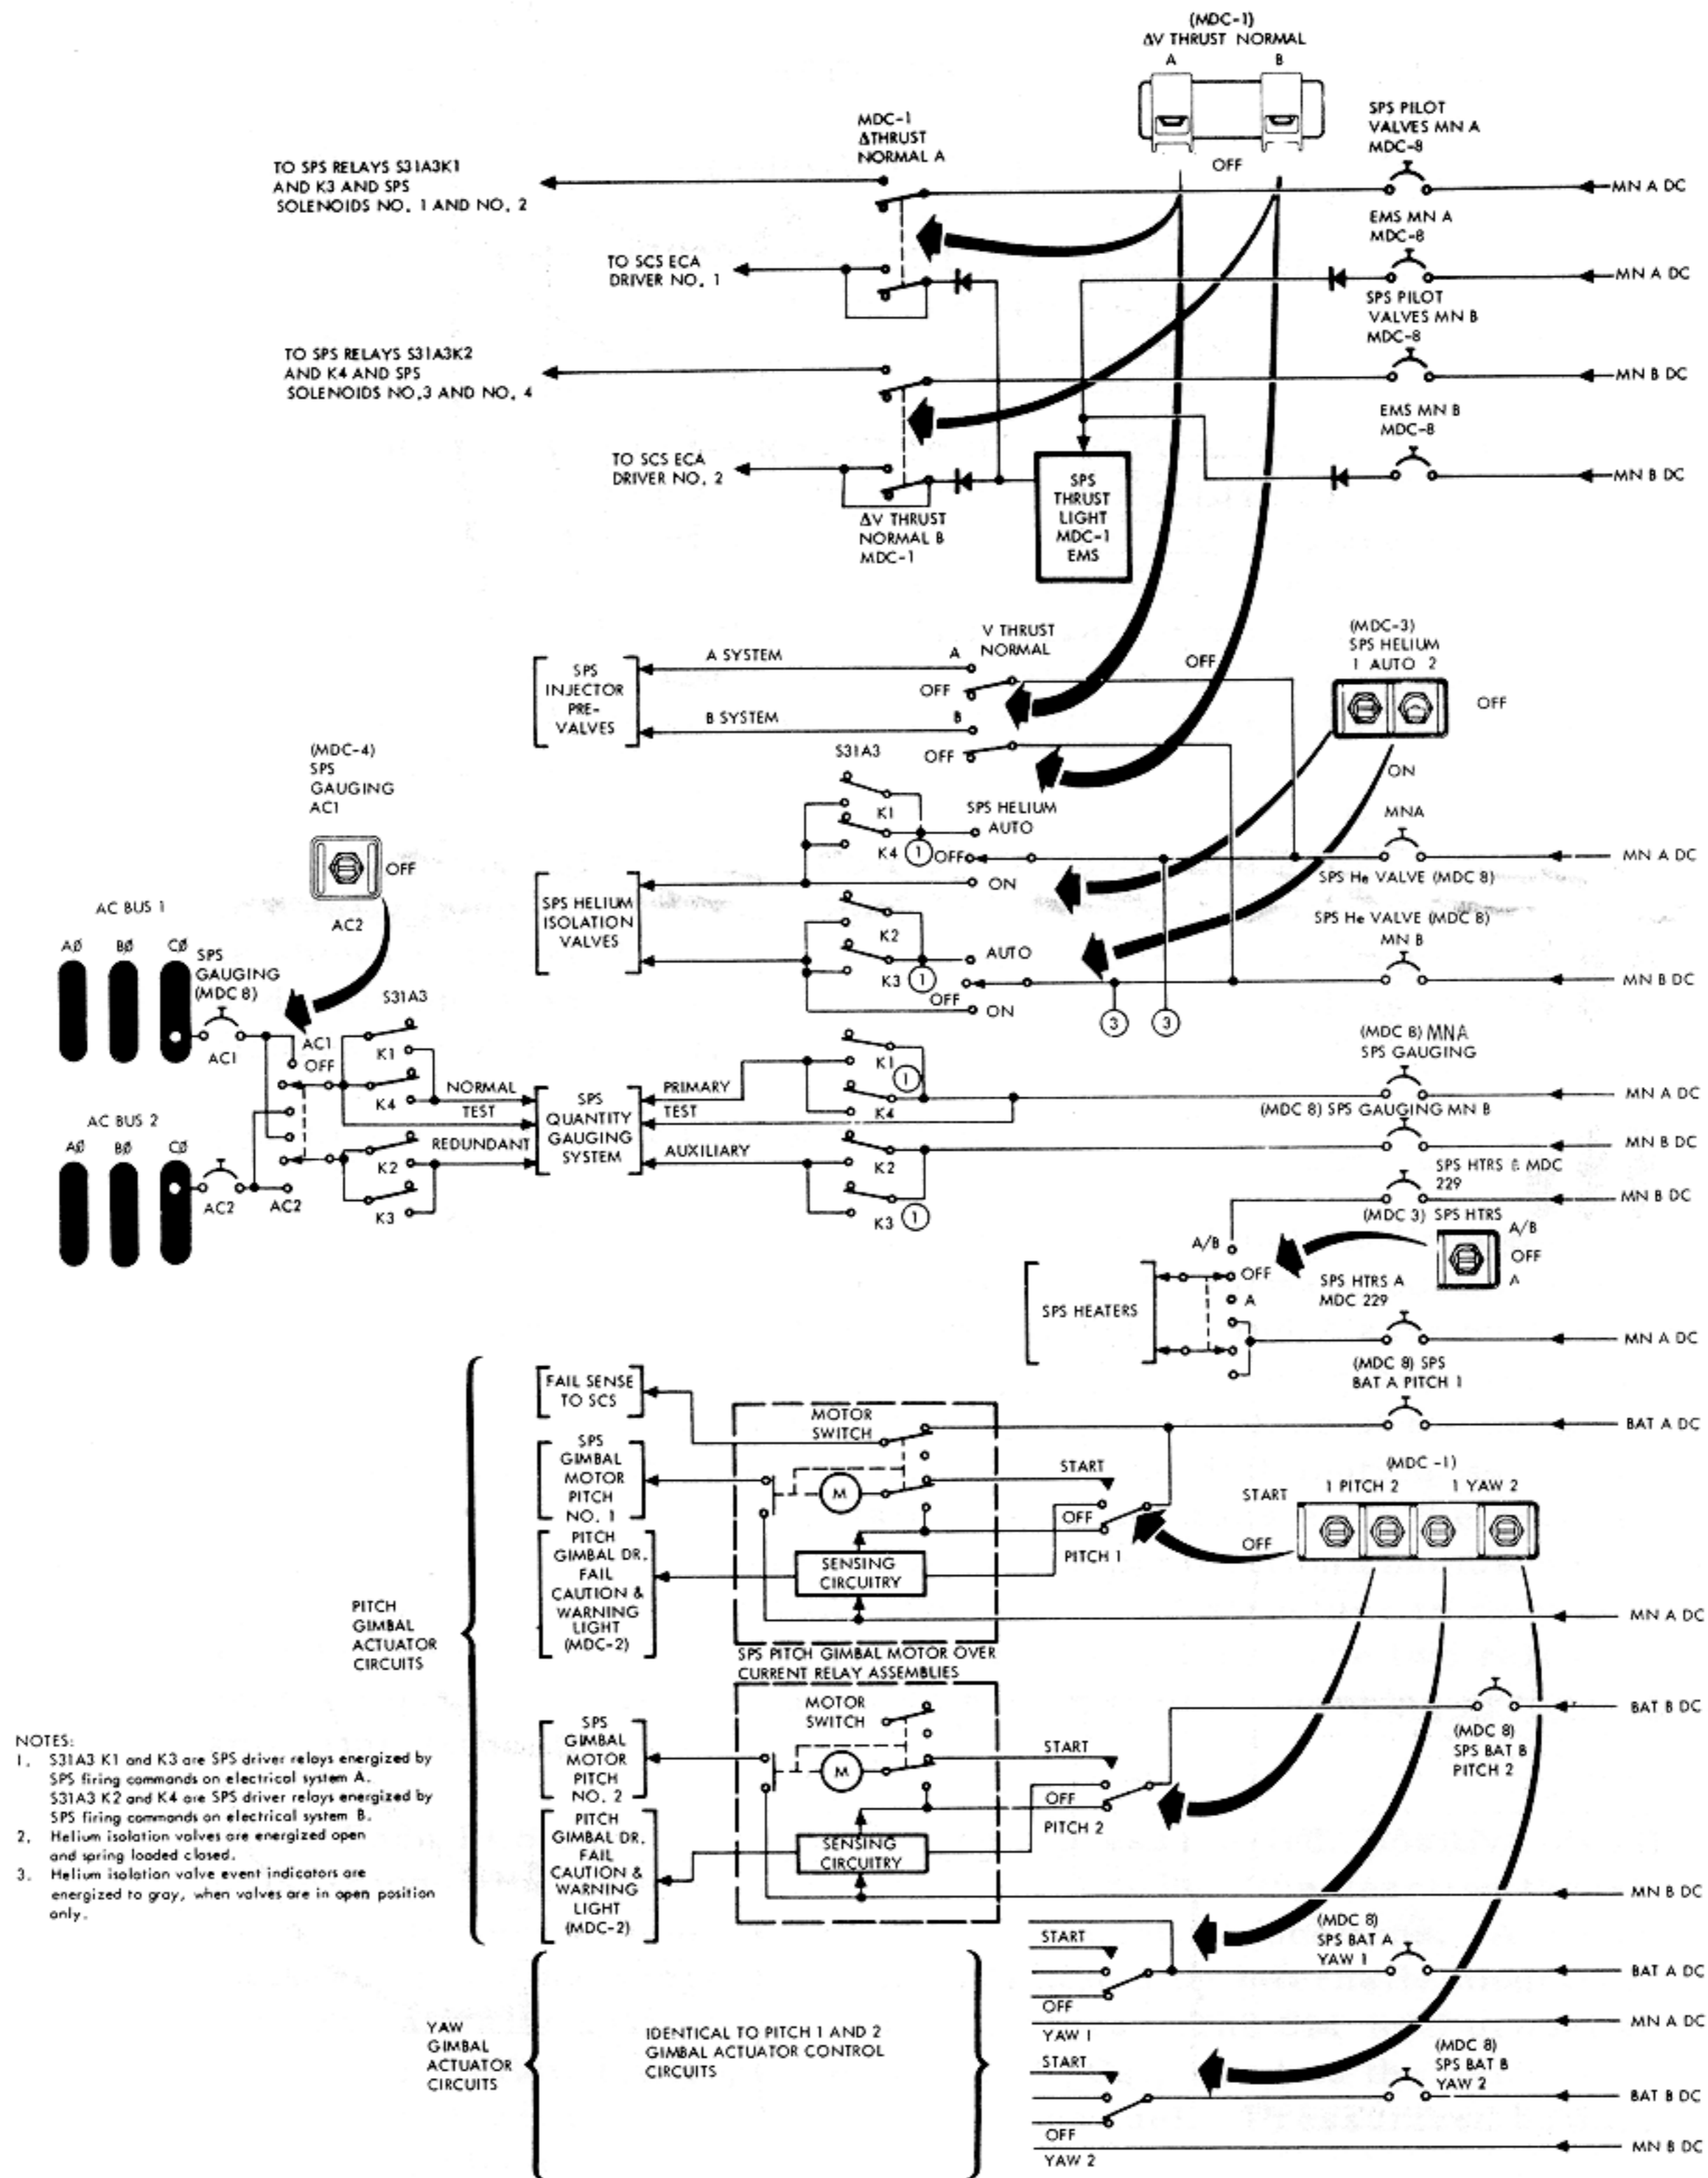 (MDC-1)
ΔV THRUST NORMAL
A B
OFF
MDC-1
ΔTHRUST
NORMAL A
SPS PILOT
VALVES MN A
MDC-8
TO SPS RELAYS S31A3K1
AND K3 AND SPS
SOLENOIDS NO. 1 AND NO. 2
MN A DC
EMS MN A
MDC-8
TO SCS ECA
DRIVER NO. 1
MN A DC
SPS PILOT
VALVES MN B
MDC-8
TO SPS RELAYS S31A3K2
AND K4 AND SPS
SOLENOIDS NO.3 AND NO. 4
MN B DC
EMS MN B
MDC-8
TO SCS ECA
DRIVER NO. 2
MN B DC
SPS
THRUST
LIGHT
MDC-1
EMS
ΔV THRUST
NORMAL B
MDC-1
V THRUST
NORMAL
A SYSTEM
A
OFF
B SYSTEM
B
OFF
SPS
INJECTOR
PRE-
VALVES
OFF
(MDC-3)
SPS HELIUM
1 AUTO 2
OFF
ON
(MDC-4)
SPS
GAUGING
AC1
OFF
AC2
S31A3
K1
K4
1
SPS HELIUM
AUTO
OFF
ON
MNA
SPS He VALVE (MDC 8)
MN A DC
SPS HELIUM
ISOLATION
VALVES
K2
K3
1
AUTO
OFF
ON
SPS He VALVE (MDC 8)
MN B
MN B DC
3
3
AC BUS 1
AØ BØ CØ
SPS
GAUGING
(MDC 8)
AC1
AC1
OFF
S31A3
K1
K4
NORMAL
TEST
REDUNDANT
K2
K3
AC BUS 2
AØ BØ CØ
AC2
AC2
SPS
QUANTITY
GAUGING
SYSTEM
PRIMARY
TEST
AUXILIARY
K1
1
K4
K2
K3
1
(MDC 8) MNA
SPS GAUGING
MN A DC
(MDC 8) SPS GAUGING MN B
MN B DC
SPS HTRS B MDC
229
MN B DC
(MDC 3) SPS HTRS
A/B
OFF
A
A/B
OFF
A
SPS HEATERS
SPS HTRS A
MDC 229
MN A DC
(MDC 8) SPS
BAT A PITCH 1
BAT A DC
FAIL SENSE
TO SCS
MOTOR
SWITCH
SPS
GIMBAL
MOTOR
PITCH
NO. 1
M
START
OFF
PITCH 1
(MDC -1)
1 PITCH 2 1 YAW 2
START
OFF
PITCH
GIMBAL DR.
FAIL
CAUTION &
WARNING
LIGHT
(MDC-2)
SENSING
CIRCUITRY
MN A DC
PITCH
GIMBAL
ACTUATOR
CIRCUITS
SPS PITCH GIMBAL MOTOR OVER
CURRENT RELAY ASSEMBLIES
MOTOR
SWITCH
SPS
GIMBAL
MOTOR
PITCH
NO. 2
M
START
OFF
PITCH 2
BAT B DC
(MDC 8)
SPS BAT B
PITCH 2
PITCH
GIMBAL DR.
FAIL
CAUTION &
WARNING
LIGHT
(MDC-2)
SENSING
CIRCUITRY
MN B DC
NOTES:
1. S31A3 K1 and K3 are SPS driver relays energized by
SPS firing commands on electrical system A.
S31A3 K2 and K4 are SPS driver relays energized by
SPS firing commands on electrical system B.
2. Helium isolation valves are energized open
and spring loaded closed.
3. Helium isolation valve event indicators are
energized to gray, when valves are in open position
only.
START
OFF
YAW 1
(MDC 8)
SPS BAT A
YAW 1
BAT A DC
MN A DC
YAW
GIMBAL
ACTUATOR
CIRCUITS
IDENTICAL TO PITCH 1 AND 2
GIMBAL ACTUATOR CONTROL
CIRCUITS
START
OFF
YAW 2
(MDC 8)
SPS BAT B
YAW 2
BAT B DC
MN B DC